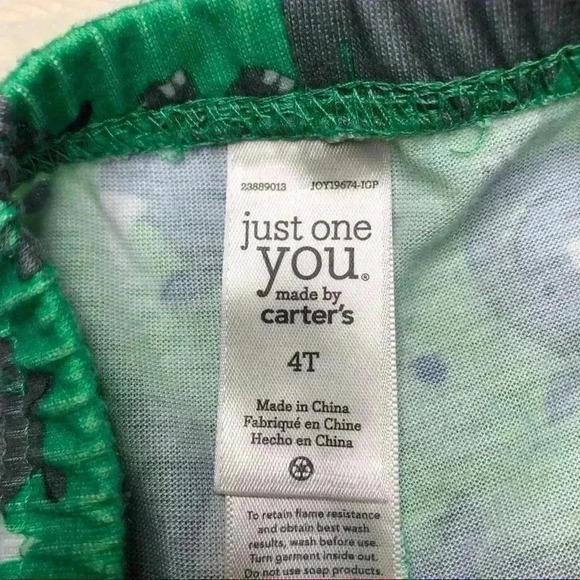 23889013 JOY19674-IGP
just one
you®
made by
carter's
4T
Made in China
Fabriqué en Chine
Hecho en China
To retain flame resistance
and obtain best wash
results, wash before use.
Turn garment inside out.
Do not use soap products,